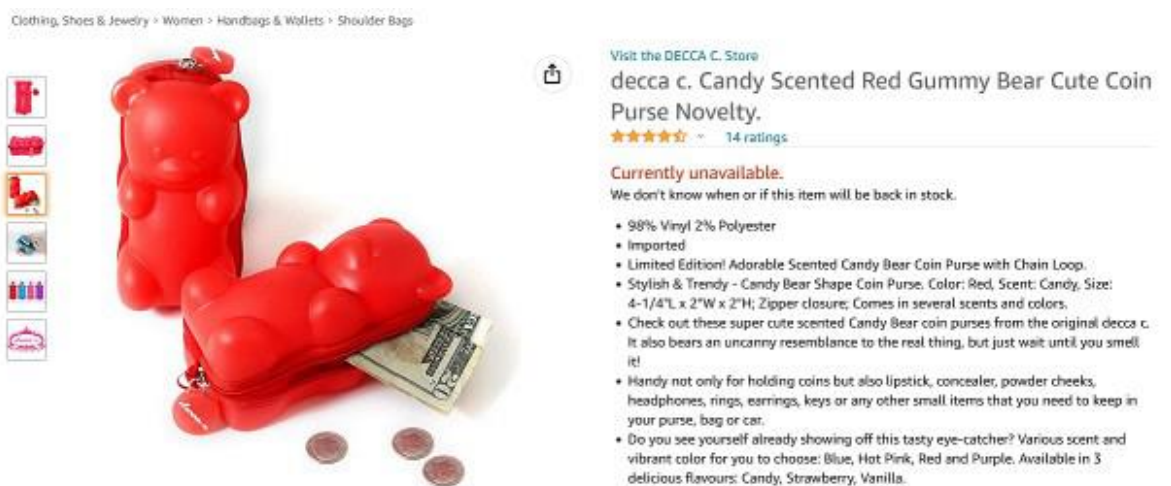 Clothing, Shoes & Jewelry › Women › Handbags & Wallets › Shoulder Bags
Visit the DECCA C. Store
decca c. Candy Scented Red Gummy Bear Cute Coin
Purse Novelty.
14 ratings
Currently unavailable.
We don't know when or if this item will be back in stock.
• 98% Vinyl 2% Polyester
• Imported
• Limited Edition! Adorable Scented Candy Bear Coin Purse with Chain Loop.
• Stylish & Trendy - Candy Bear Shape Coin Purse. Color: Red, Scent: Candy, Size:
4-1/4"L x 2"W x 2"H; Zipper closure; Comes in several scents and colors.
• Check out these super cute scented Candy Bear coin purses from the original decca c.
It also bears an uncanny resemblance to the real thing, but just wait until you smell
it!
• Handy not only for holding coins but also lipstick, concealer, powder cheeks,
headphones, rings, earrings, keys or any other small items that you need to keep in
your purse, bag or car.
• Do you see yourself already showing off this tasty eye-catcher? Various scent and
vibrant color for you to choose: Blue, Hot Pink, Red and Purple. Available in 3
delicious flavours: Candy, Strawberry, Vanilla.